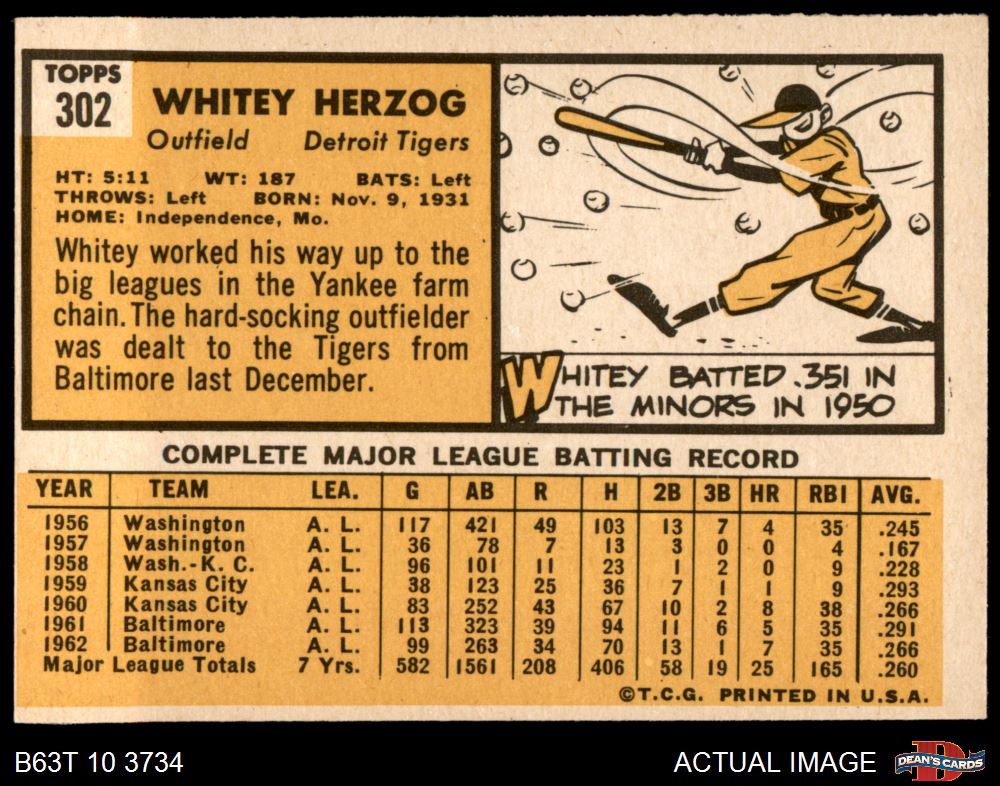 TOPPS
302
WHITEY HERZOG
Outfield Detroit Tigers
HT: 5:11 WT: 187 BATS: Left
THROWS: Left BORN: Nov. 9, 1931
HOME: Independence, Mo.
Whitey worked his way up to the
big leagues in the Yankee farm
chain. The hard-socking outfielder
was dealt to the Tigers from
Baltimore last December.
WHITEY BATTED .351 IN
THE MINORS IN 1950
COMPLETE MAJOR LEAGUE BATTING RECORD
YEAR TEAM LEA. G AB R H 2B 3B HR RBI AVG.
1956 Washington A. L. 117 421 49 103 13 7 4 35 .245
1957 Washington A. L. 36 78 7 13 3 0 0 4 .167
1958 Wash.-K. C. A. L. 96 101 11 23 1 2 0 9 .228
1959 Kansas City A. L. 38 123 25 36 7 1 1 9 .293
1960 Kansas City A. L. 83 252 43 67 10 2 8 38 .266
1961 Baltimore A. L. 113 323 39 94 11 6 5 35 .291
1962 Baltimore A. L. 99 263 34 70 13 1 7 35 .266
Major League Totals 7 Yrs. 582 1561 208 406 58 19 25 165 .260
©T.C.G. PRINTED IN U.S.A.
B63T 10 3734 ACTUAL IMAGE DEAN'S CARDS